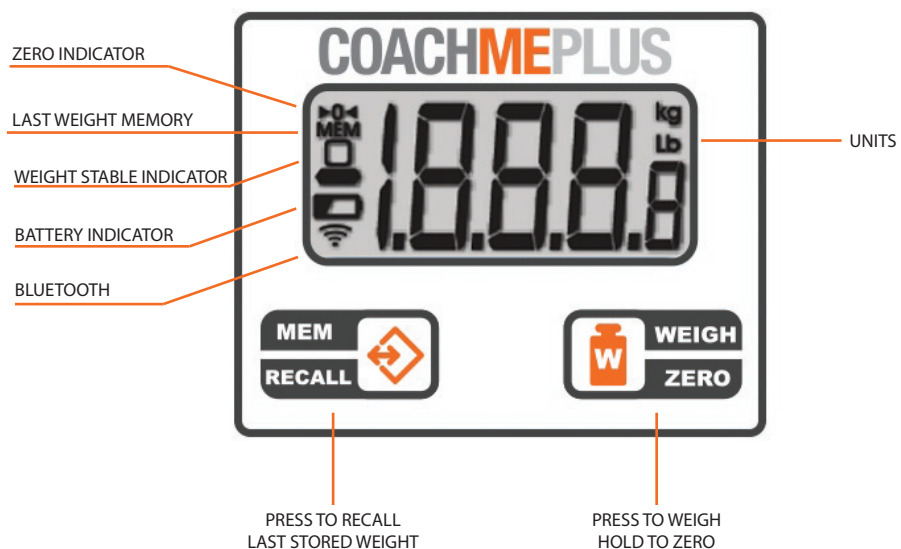 COACHMEPLUS
ZERO INDICATOR
▸0◂
kg
LAST WEIGHT MEMORY
MEM
Lb
UNITS
1.8.8.8.8
WEIGHT STABLE INDICATOR
BATTERY INDICATOR
BLUETOOTH
MEM
RECALL
W
WEIGH
ZERO
PRESS TO RECALL
LAST STORED WEIGHT
PRESS TO WEIGH
HOLD TO ZERO